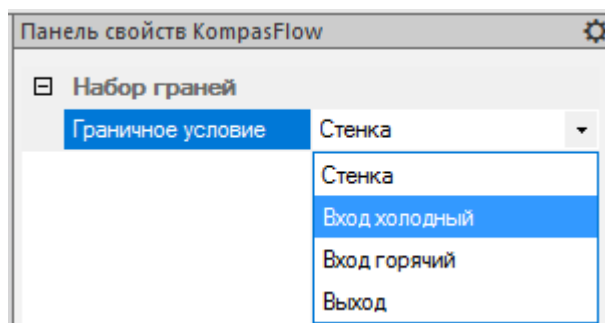 Панель свойств KompasFlow
Набор граней
Граничное условие Стенка
Стенка
Вход холодный
Вход горячий
Выход